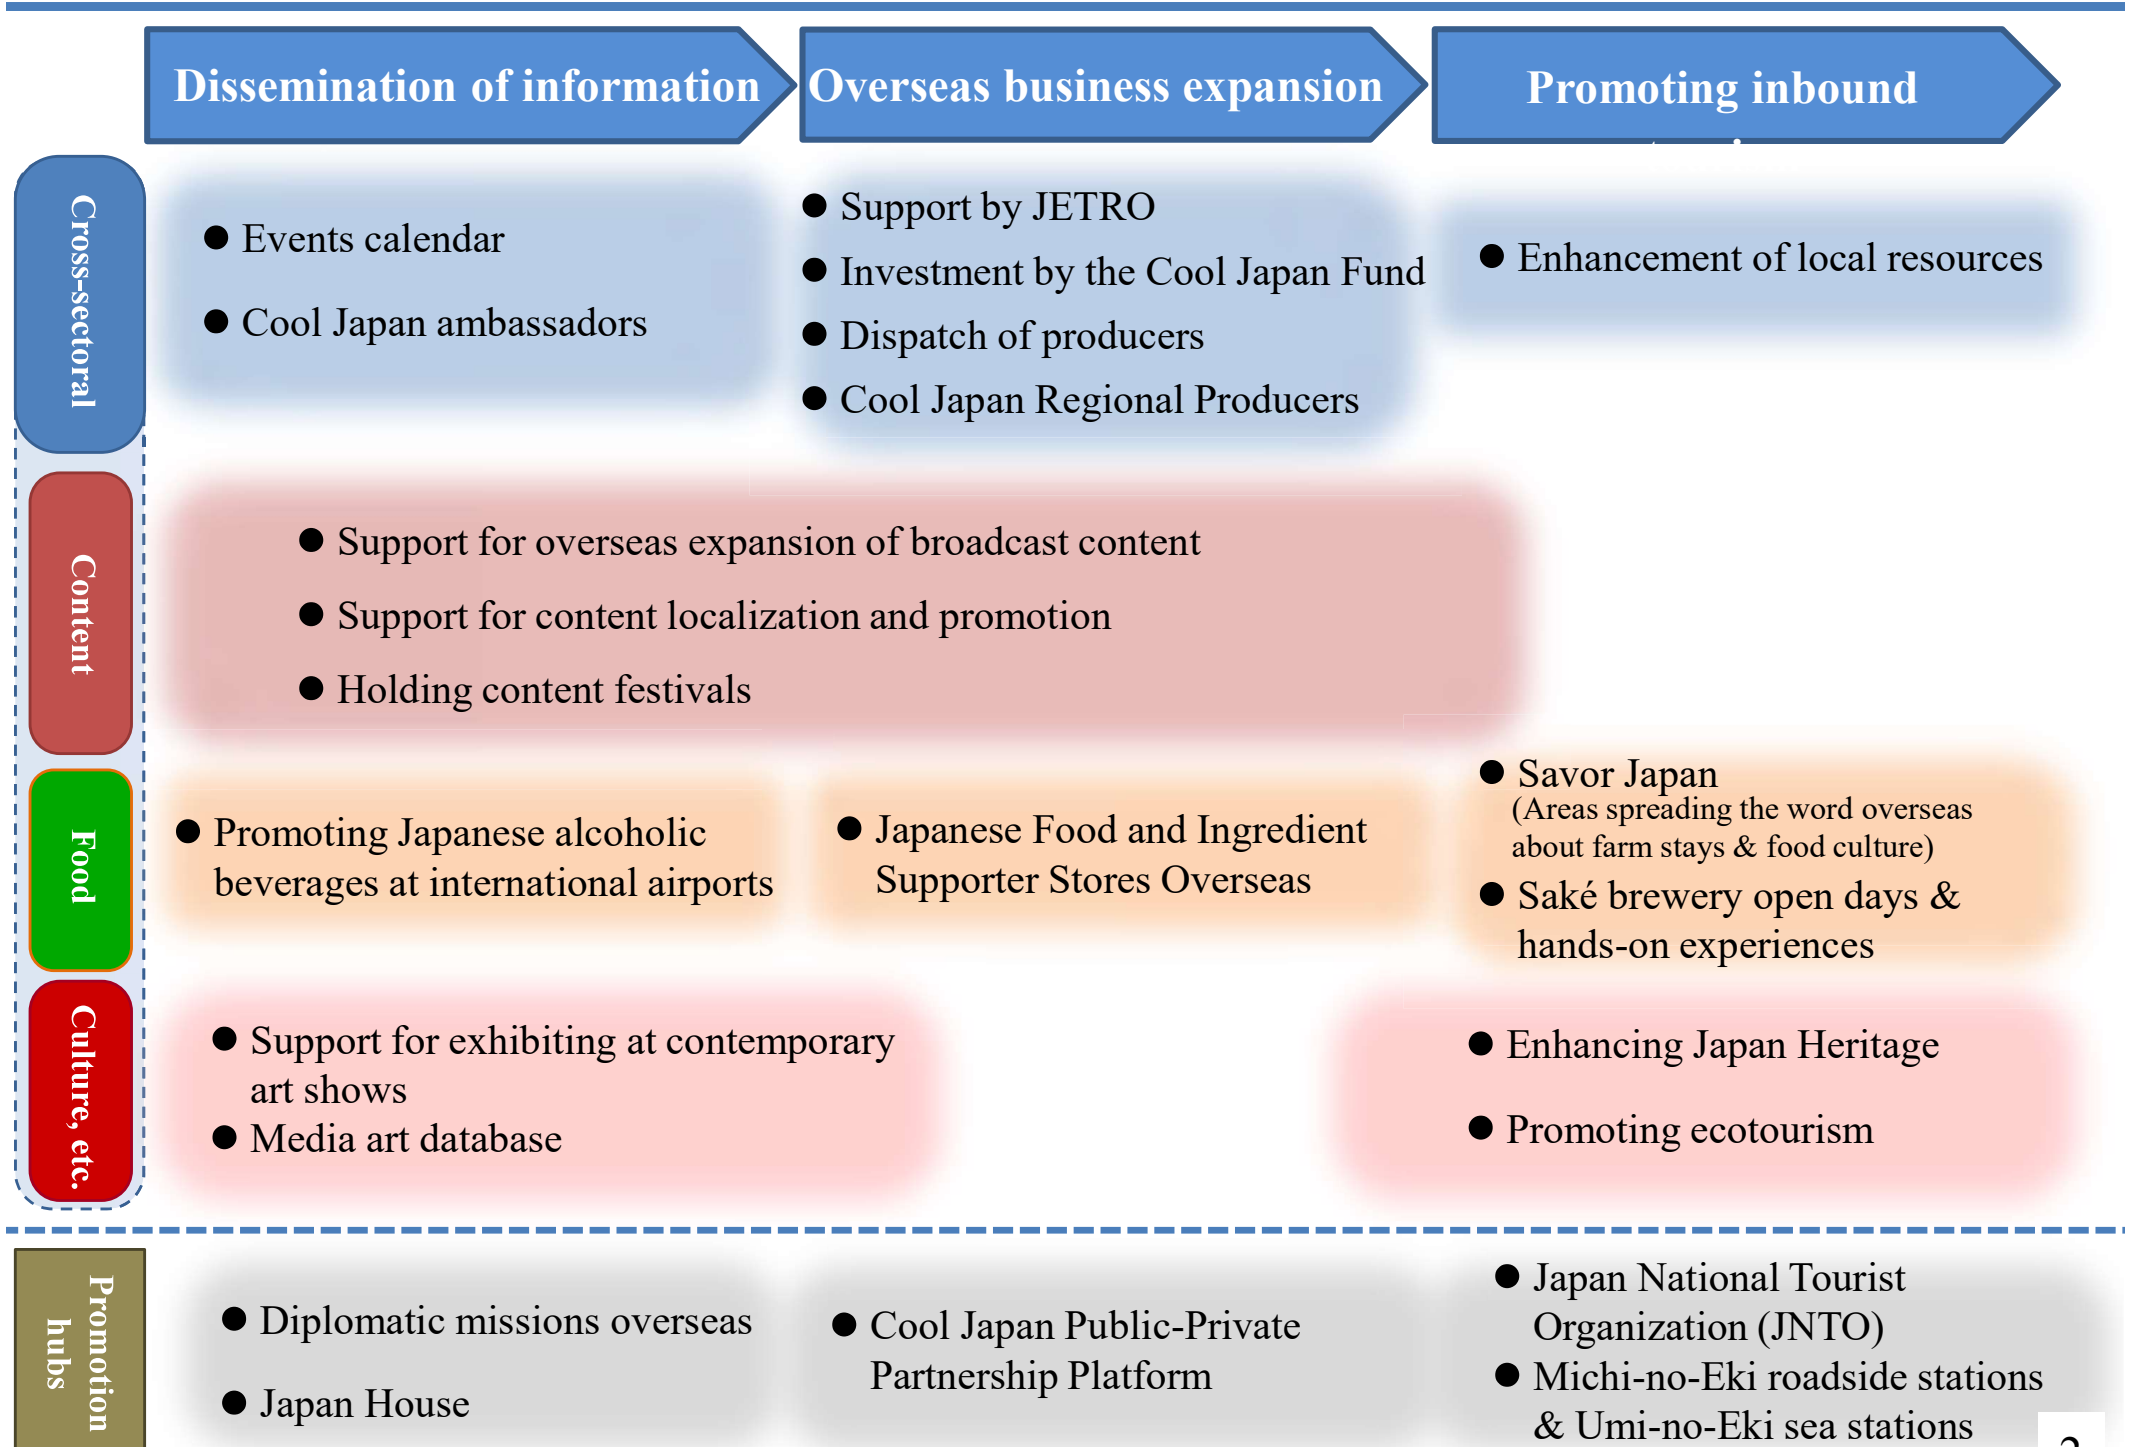 Dissemination of information
Overseas business expansion
Promoting inbound
Cross-sectoral
● Events calendar
● Cool Japan ambassadors
● Support by JETRO
● Investment by the Cool Japan Fund
● Dispatch of producers
● Cool Japan Regional Producers
● Enhancement of local resources
Content
● Support for overseas expansion of broadcast content
● Support for content localization and promotion
● Holding content festivals
Food
● Promoting Japanese alcoholic
beverages at international airports
● Japanese Food and Ingredient
Supporter Stores Overseas
● Savor Japan
(Areas spreading the word overseas
about farm stays & food culture)
● Saké brewery open days &
hands-on experiences
Culture, etc.
● Support for exhibiting at contemporary
art shows
● Media art database
● Enhancing Japan Heritage
● Promoting ecotourism
Promotion
hubs
● Diplomatic missions overseas
● Japan House
● Cool Japan Public-Private
Partnership Platform
● Japan National Tourist
Organization (JNTO)
● Michi-no-Eki roadside stations
& Umi-no-Eki sea stations